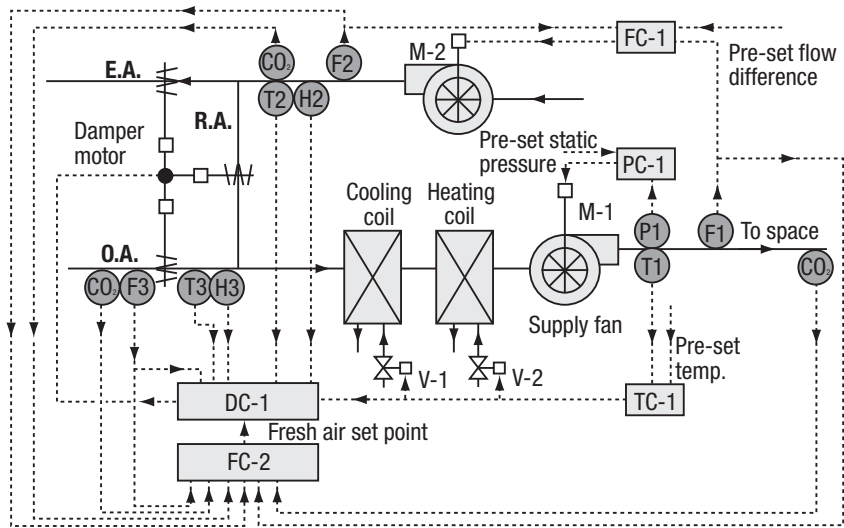 CO₂
F2
M-2
FC-1
Pre-set flow
difference
E.A.
T2
H2
R.A.
Damper
motor
Pre-set static
pressure
PC-1
Cooling
coil
Heating
coil
M-1
P1
F1
To space
O.A.
T1
CO₂
CO₂
F3
T3
H3
Supply fan
Pre-set
temp.
V-1
V-2
DC-1
TC-1
Fresh air set point
FC-2